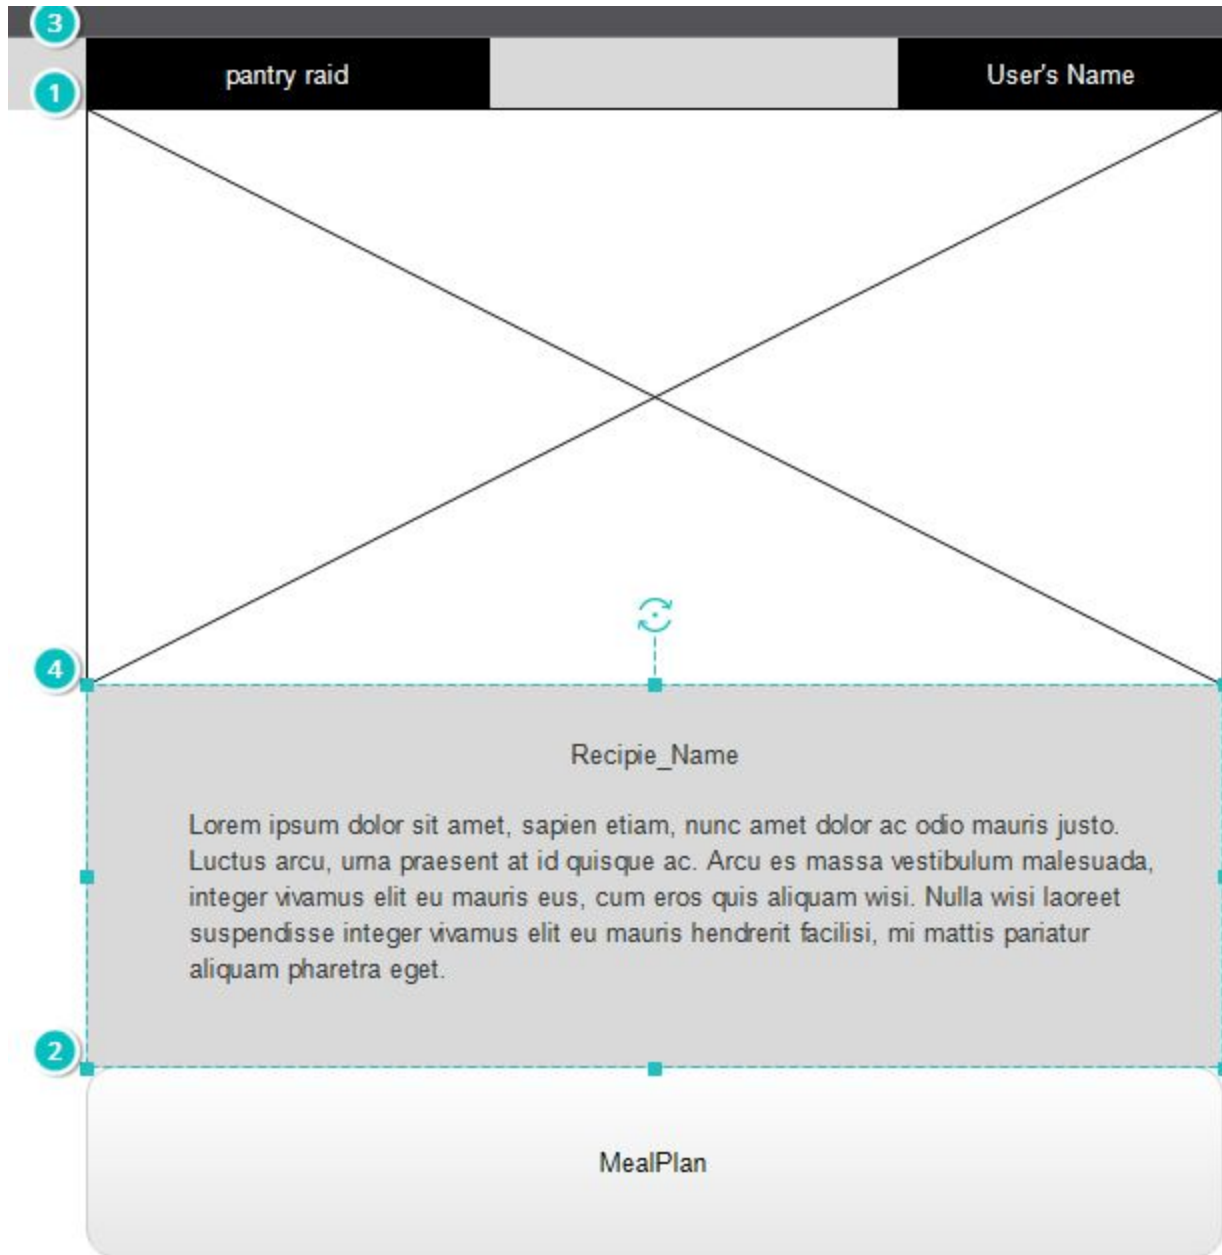 3
1
pantry raid
User's Name
4
Recipie_Name
Lorem ipsum dolor sit amet, sapien etiam, nunc amet dolor ac odio mauris justo.
Luctus arcu, urna praesent at id quisque ac. Arcu es massa vestibulum malesuada,
integer vivamus elit eu mauris eus, cum eros quis aliquam wisi. Nulla wisi laoreet
suspendisse integer vivamus elit eu mauris hendrerit facilisi, mi mattis pariatur
aliquam pharetra eget.
2
MealPlan